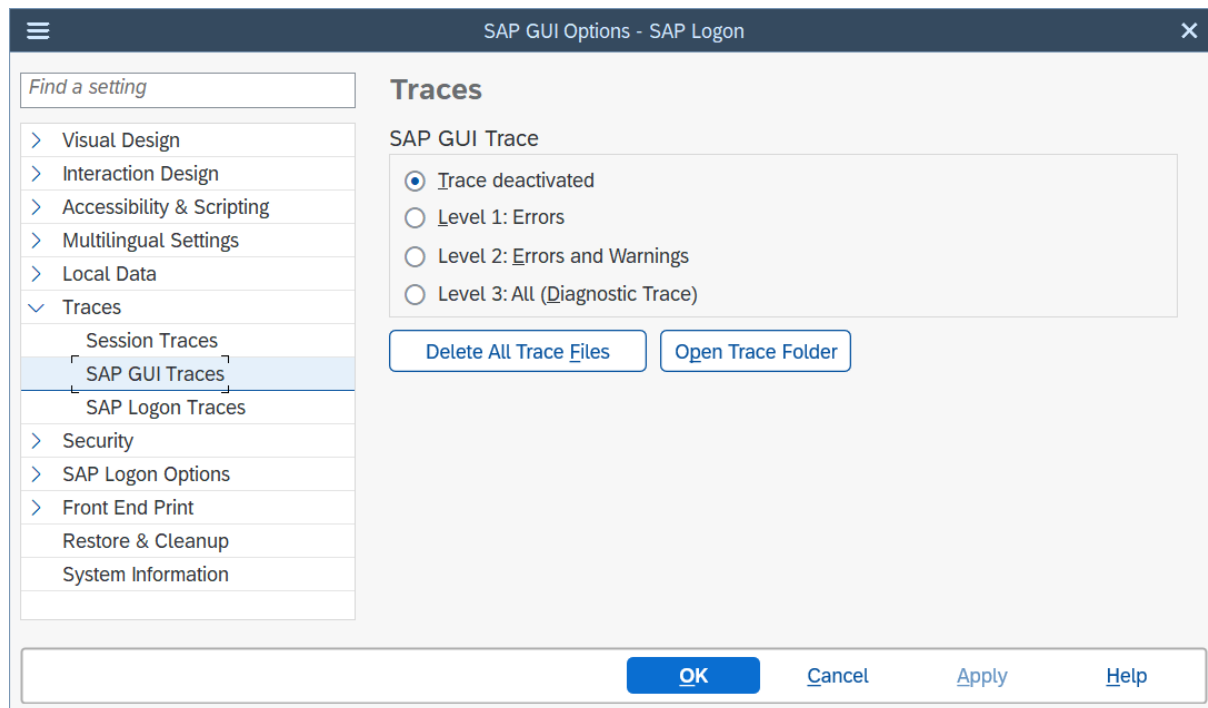 SAP GUI Options - SAP Logon
Find a setting
Visual Design
Interaction Design
Accessibility & Scripting
Multilingual Settings
Local Data
Traces
Session Traces
SAP GUI Traces
SAP Logon Traces
Security
SAP Logon Options
Front End Print
Restore & Cleanup
System Information
Traces
SAP GUI Trace
Trace deactivated
Level 1: Errors
Level 2: Errors and Warnings
Level 3: All (Diagnostic Trace)
Delete All Trace Files
Open Trace Folder
OK
Cancel
Apply
Help